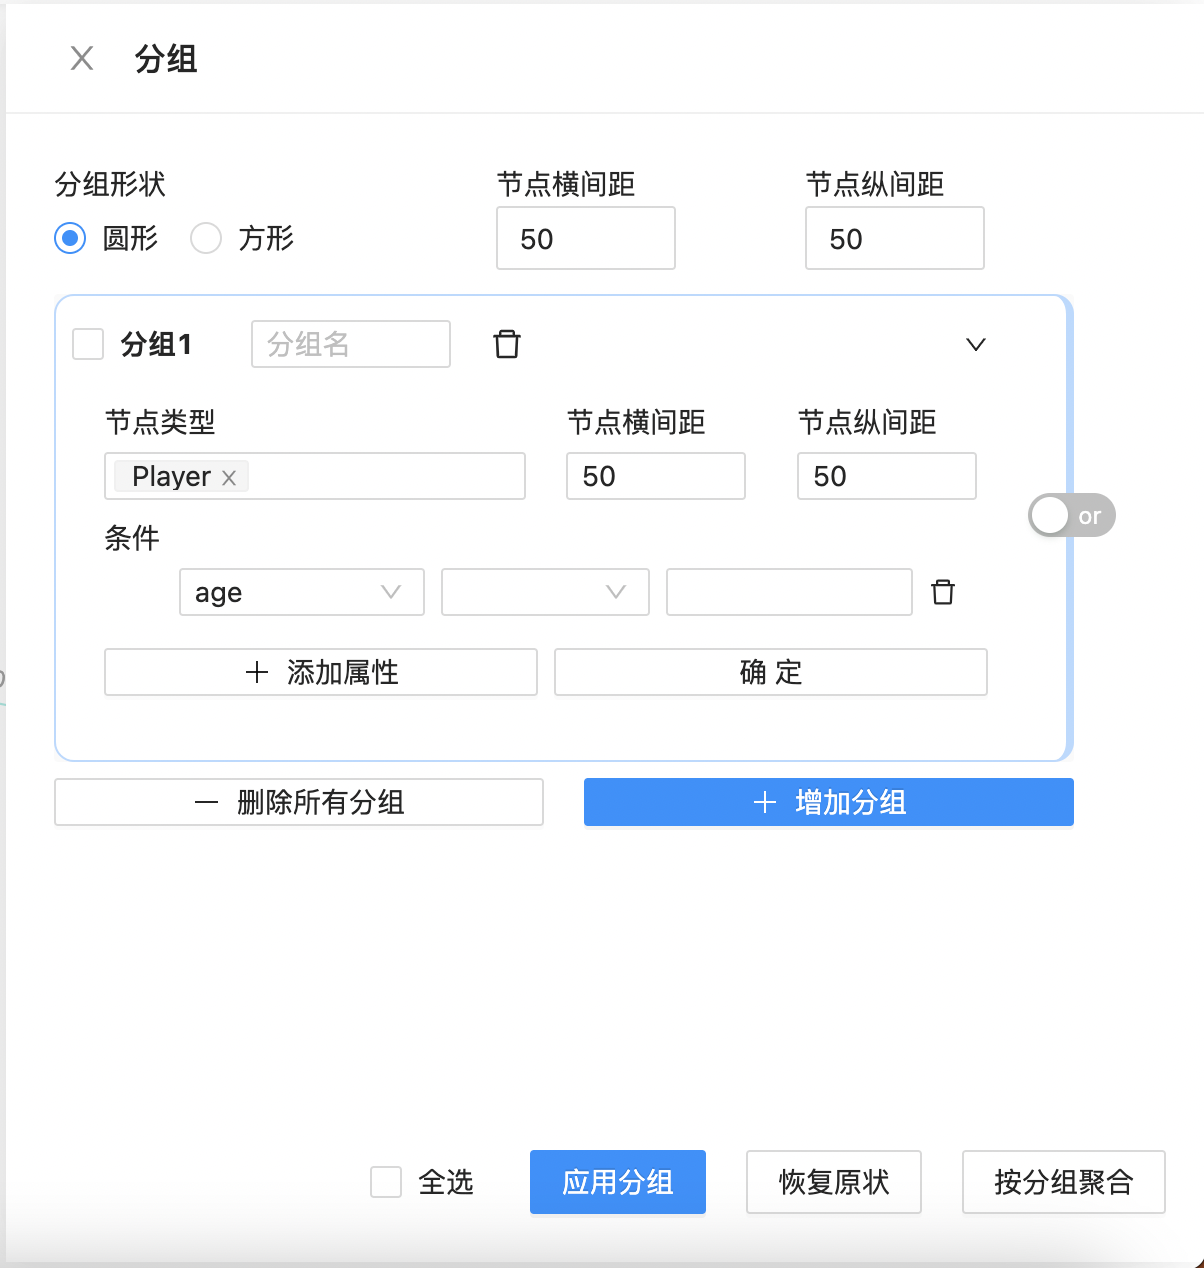 分组
分组形状 节点横间距 节点纵间距
圆形 方形 50 50
分组1 分组名
节点类型 节点横间距 节点纵间距
Player 50 50
or
条件
age
添加属性 确 定
删除所有分组 增加分组
全选 应用分组 恢复原状 按分组聚合